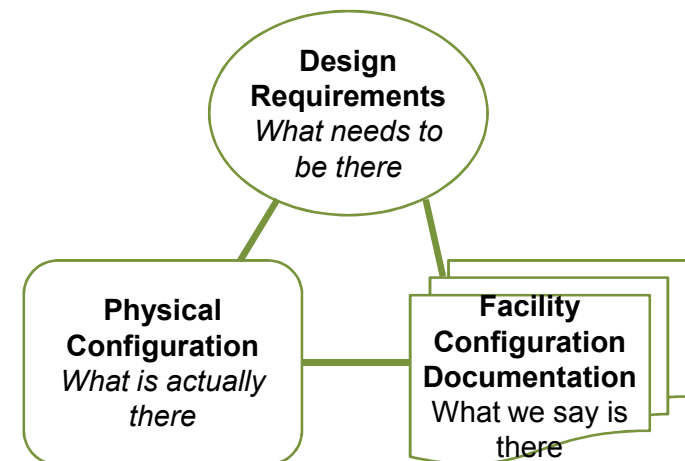 Design
Requirements
What needs to
be there
Physical
Configuration
What is actually
there
Facility
Configuration
Documentation
What we say is
there